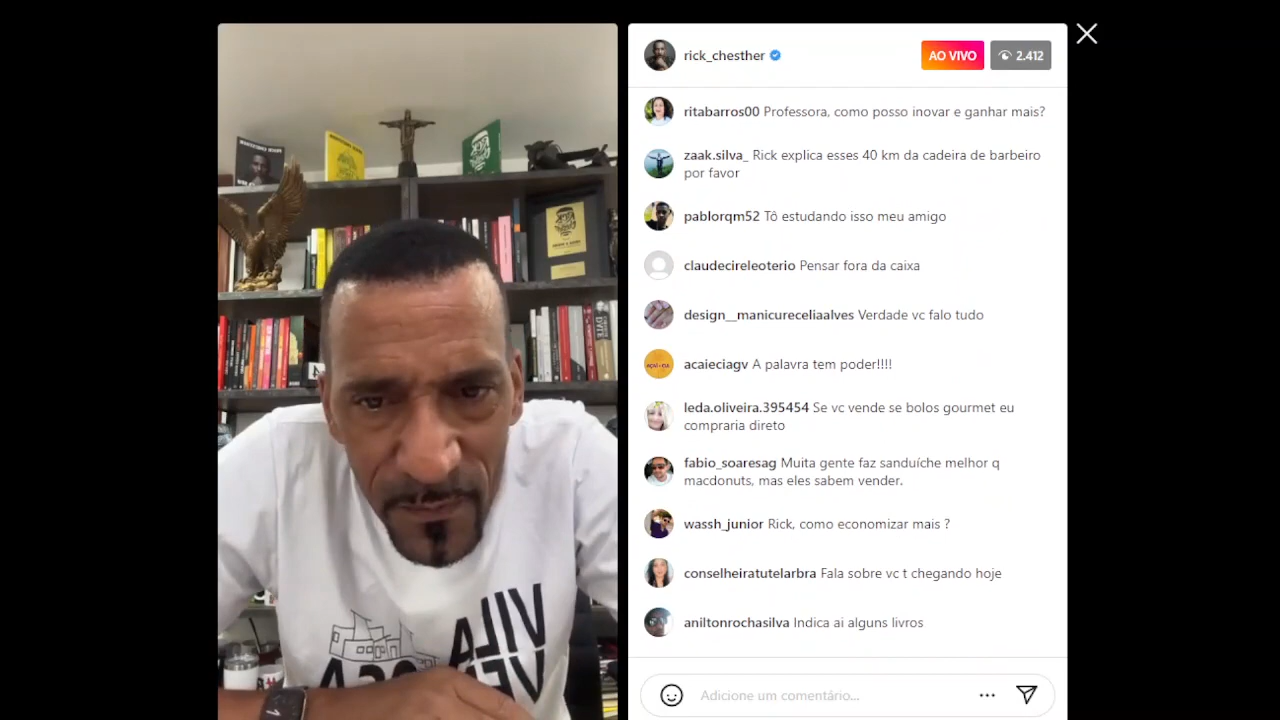 rick_chesther
AO VIVO
2.412
ritabarros00 Professora, como posso inovar e ganhar mais?
zaak.silva_ Rick explica esses 40 km da cadeira de barbeiro
por favor
pablorqm52 Tô estudando isso meu amigo
claudecireleoterio Pensar fora da caixa
design__manicureceliaalves Verdade vc falo tudo
acaieciagv A palavra tem poder!!!!
leda.oliveira.395454 Se vc vende se bolos gourmet eu
compraria direto
fabio_soaresag Muita gente faz sanduíche melhor q
macdonuts, mas eles sabem vender.
wassh_junior Rick, como economizar mais ?
conselheiratutelarbra Fala sobre vc t chegando hoje
aniltonrochasilva Indica ai alguns livros
Adicione um comentário...
VILA